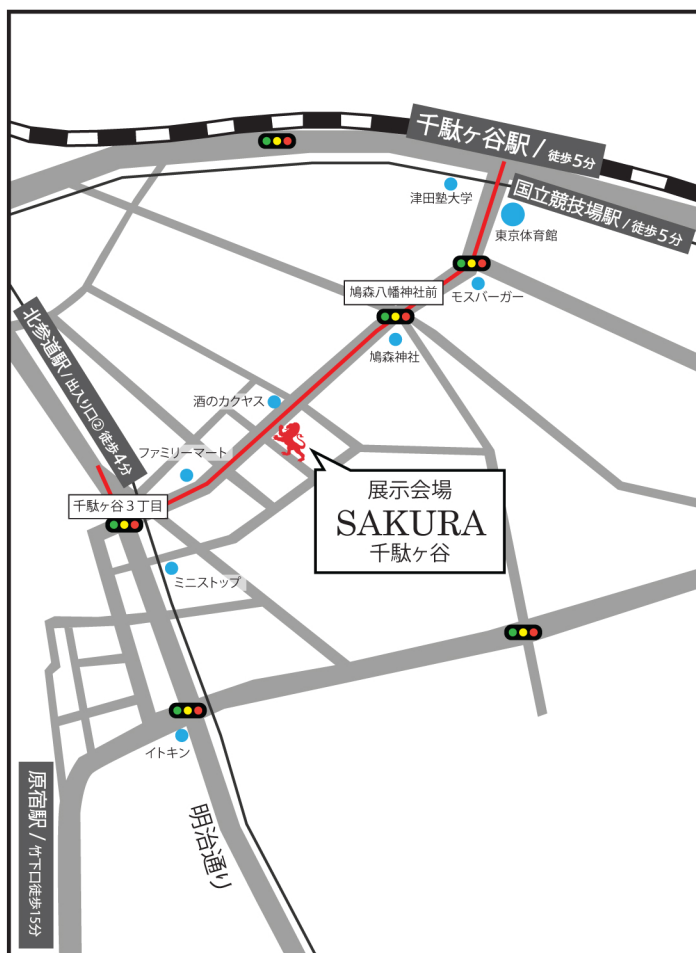 千駄ヶ谷駅 / 徒歩5分
国立競技場駅 / 徒歩5分
津田塾大学
東京体育館
鳩森八幡神社前
モスバーガー
鳩森神社
北参道駅 / 出入り口② 徒歩4分
酒のカクヤス
ファミリーマート
千駄ヶ谷3丁目
展示会場
SAKURA
千駄ヶ谷
ミニストップ
イトキン
原宿駅 / 竹下口徒歩15分
明治通り